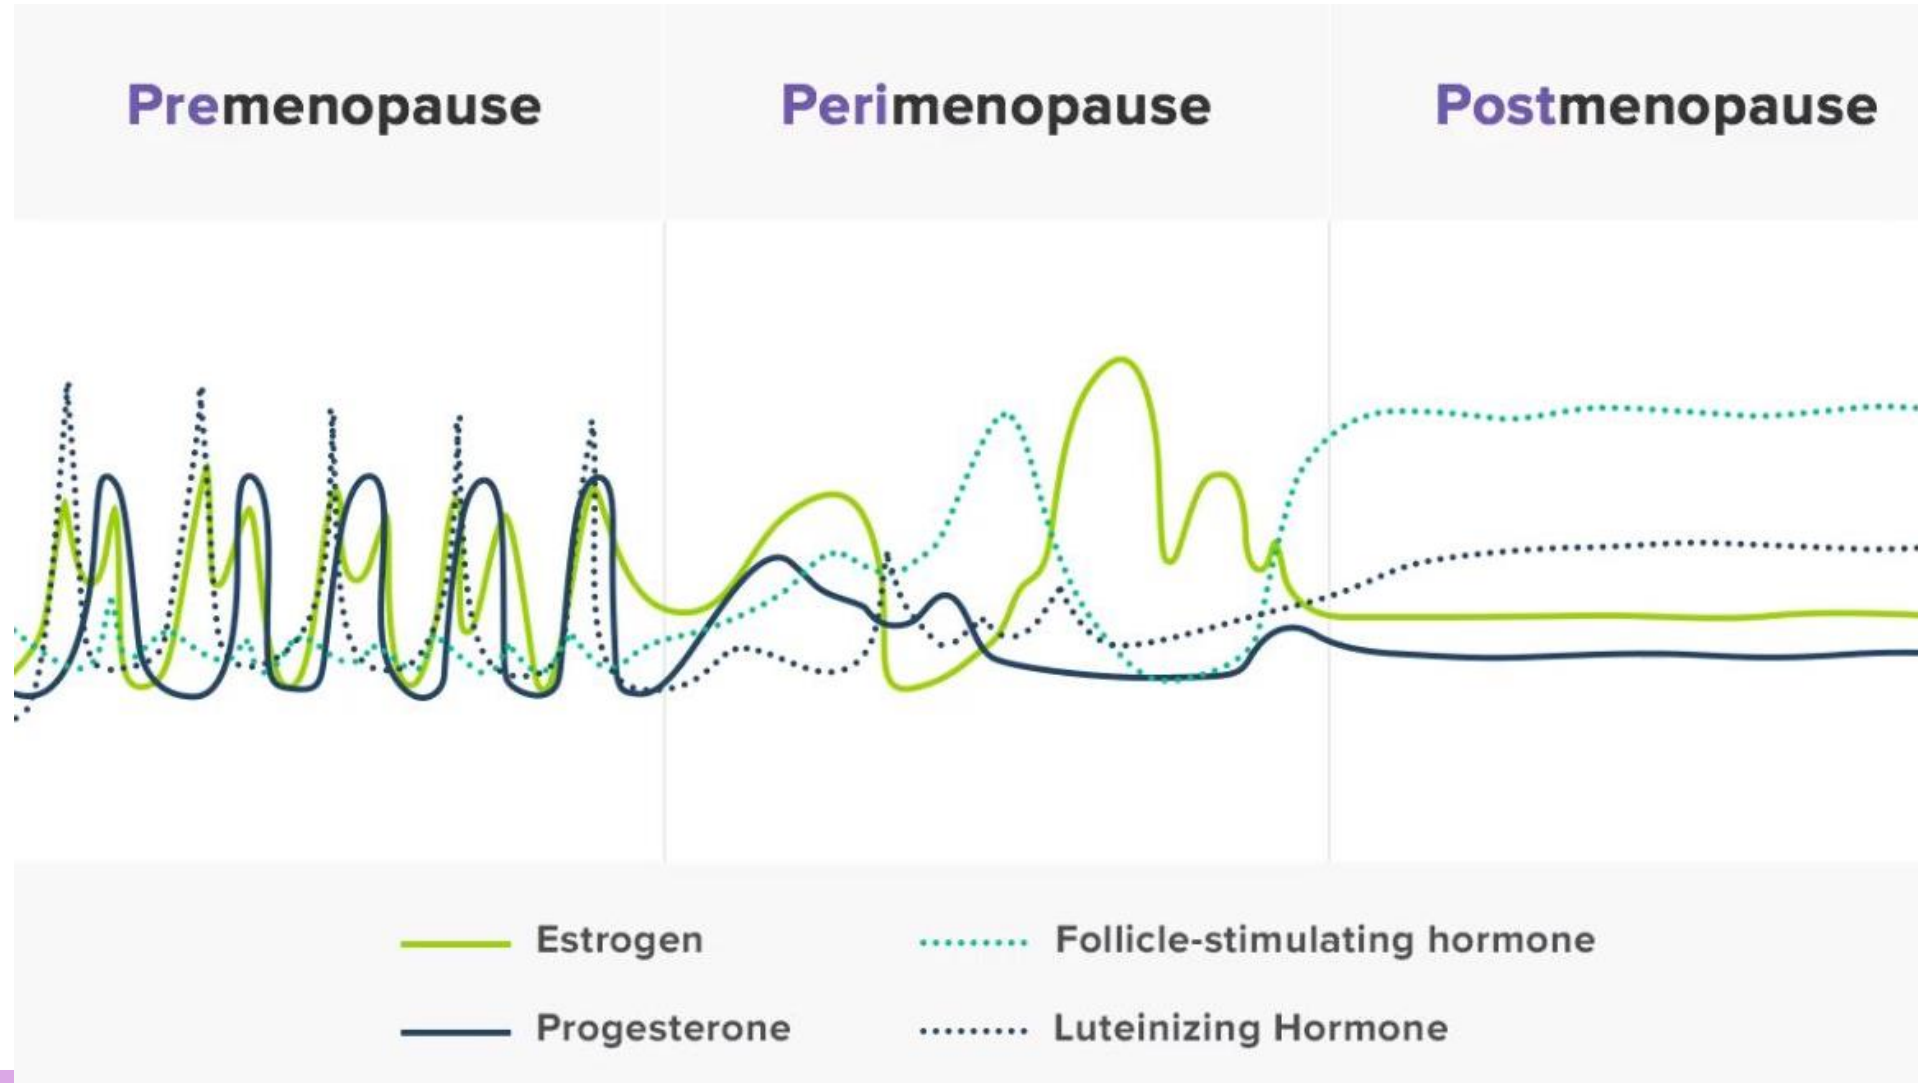 Premenopause
Perimenopause
Postmenopause
Estrogen
Follicle-stimulating hormone
Progesterone
Luteinizing Hormone